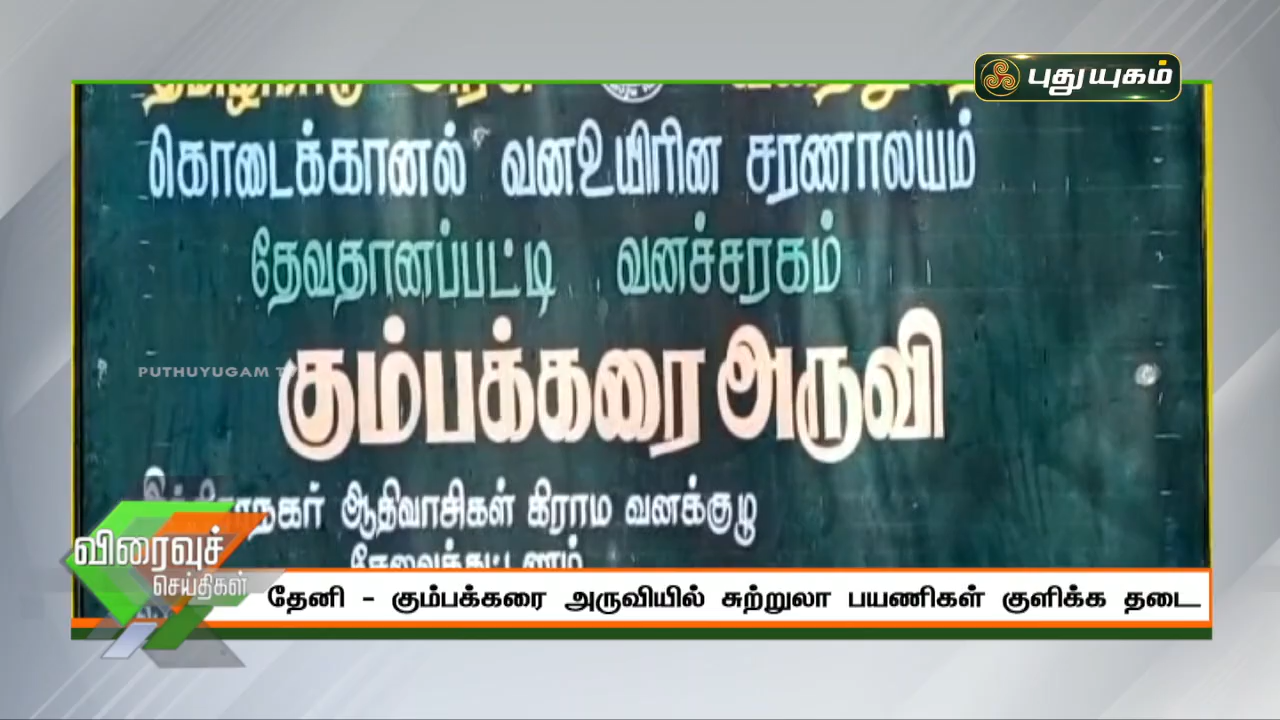 புதுயுகம்
கொடைக்கானல் வனஉயிரின சரணாலயம்
தேவதானப்பட்டி வனச்சரகம்
PUTHUYUGAM T
கும்பக்கரை அருவி
ஆதிவாசிகள் கிராம வனக்குழு
விரைவுச்
செய்திகள்
தேனி - கும்பக்கரை அருவியில் சுற்றுலா பயணிகள் குளிக்க தடை